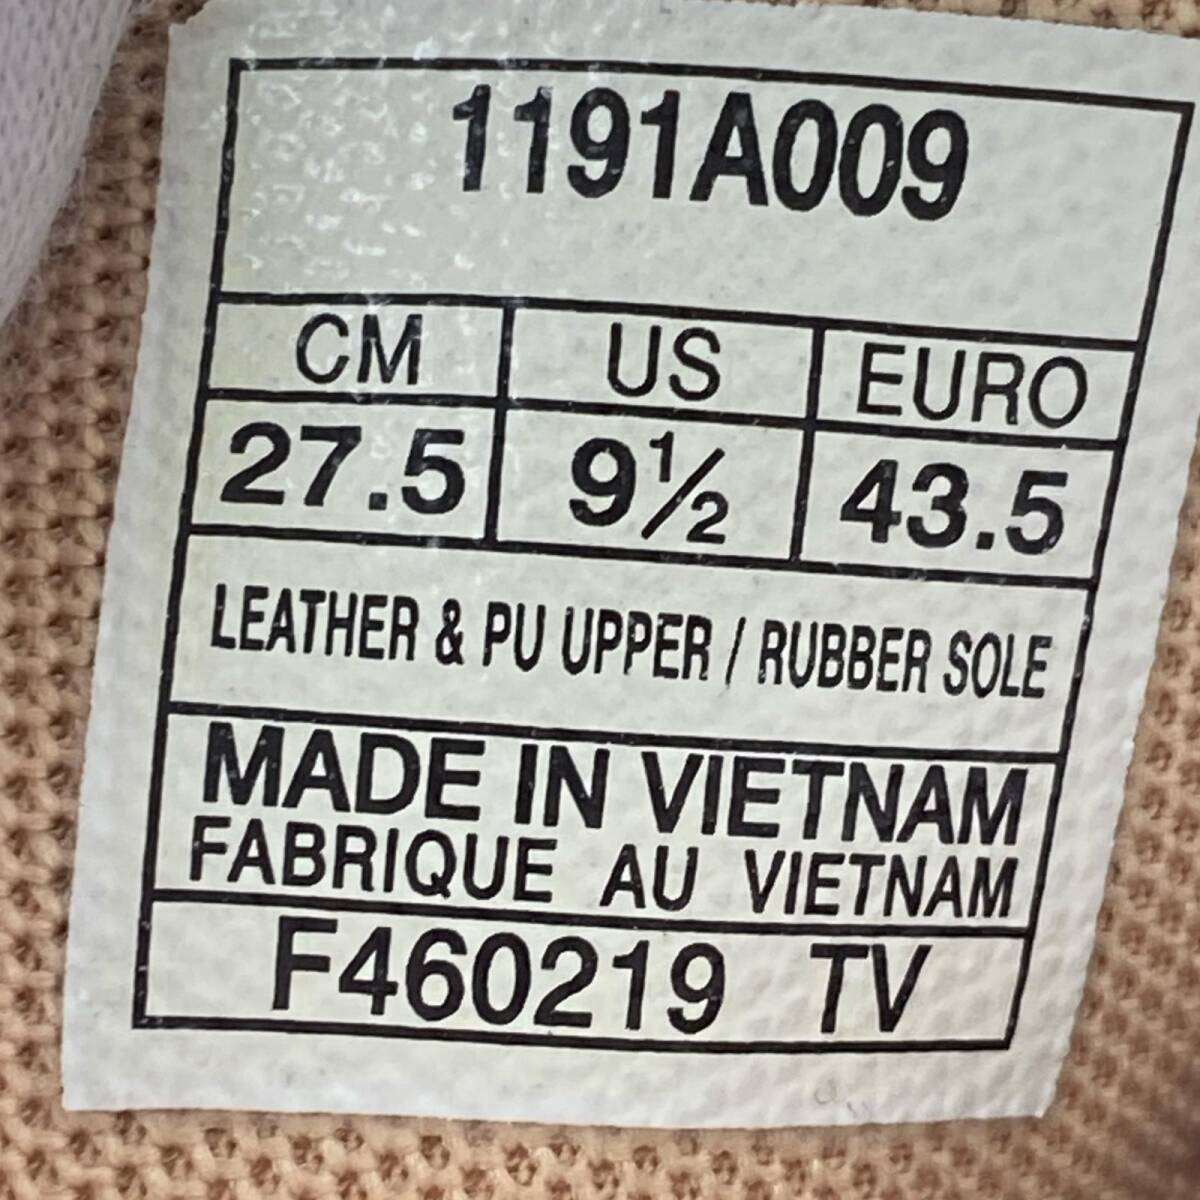 1191A009
CM US EURO
27.5 9½ 43.5
LEATHER & PU UPPER / RUBBER SOLE
MADE IN VIETNAM
FABRIQUE AU VIETNAM
F460219 TV